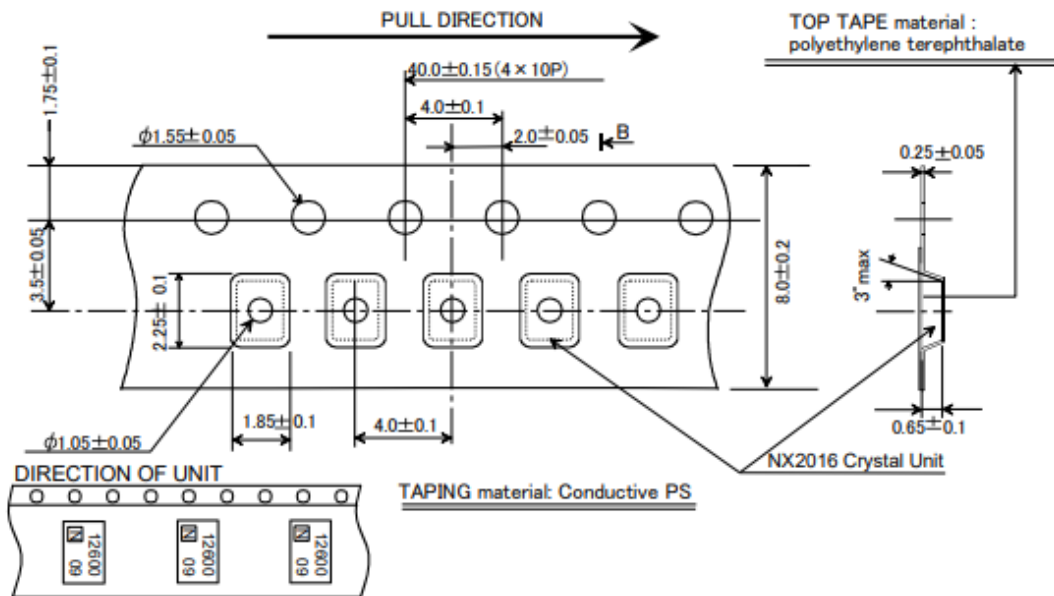 PULL DIRECTION
TOP TAPE material :
polyethylene terephthalate
1.75±0.1
40.0±0.15(4×10P)
4.0±0.1
φ1.55±0.05
2.0±0.05
B
0.25±0.05
3.5±0.05
2.25± 0.1
8.0±0.2
3° max
1.85±0.1
4.0±0.1
0.65±0.1
φ1.05±0.05
NX2016 Crystal Unit
DIRECTION OF UNIT
TAPING material: Conductive PS
N 12600
09
N 12600
09
N 12600
09